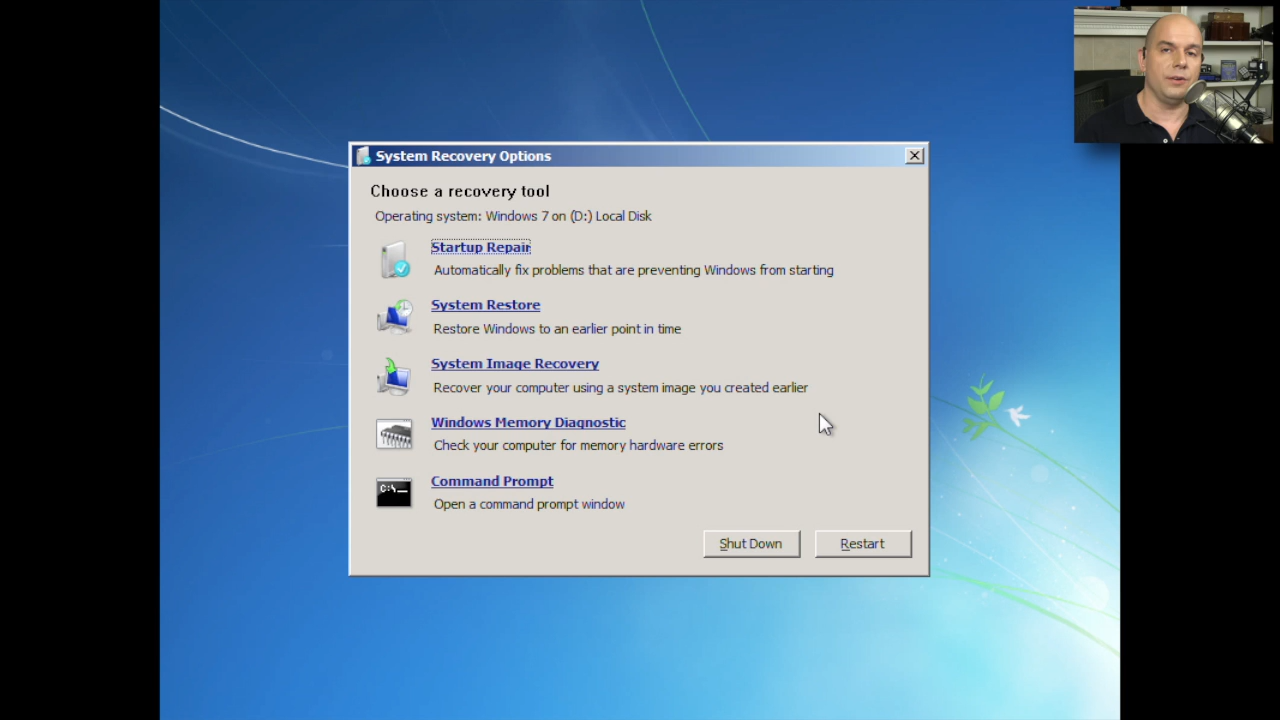 System Recovery Options
Choose a recovery tool
Operating system: Windows 7 on (D:) Local Disk
Startup Repair
Automatically fix problems that are preventing Windows from starting
System Restore
Restore Windows to an earlier point in time
System Image Recovery
Recover your computer using a system image you created earlier
Windows Memory Diagnostic
Check your computer for memory hardware errors
C:\_
Command Prompt
Open a command prompt window
Shut Down
Restart